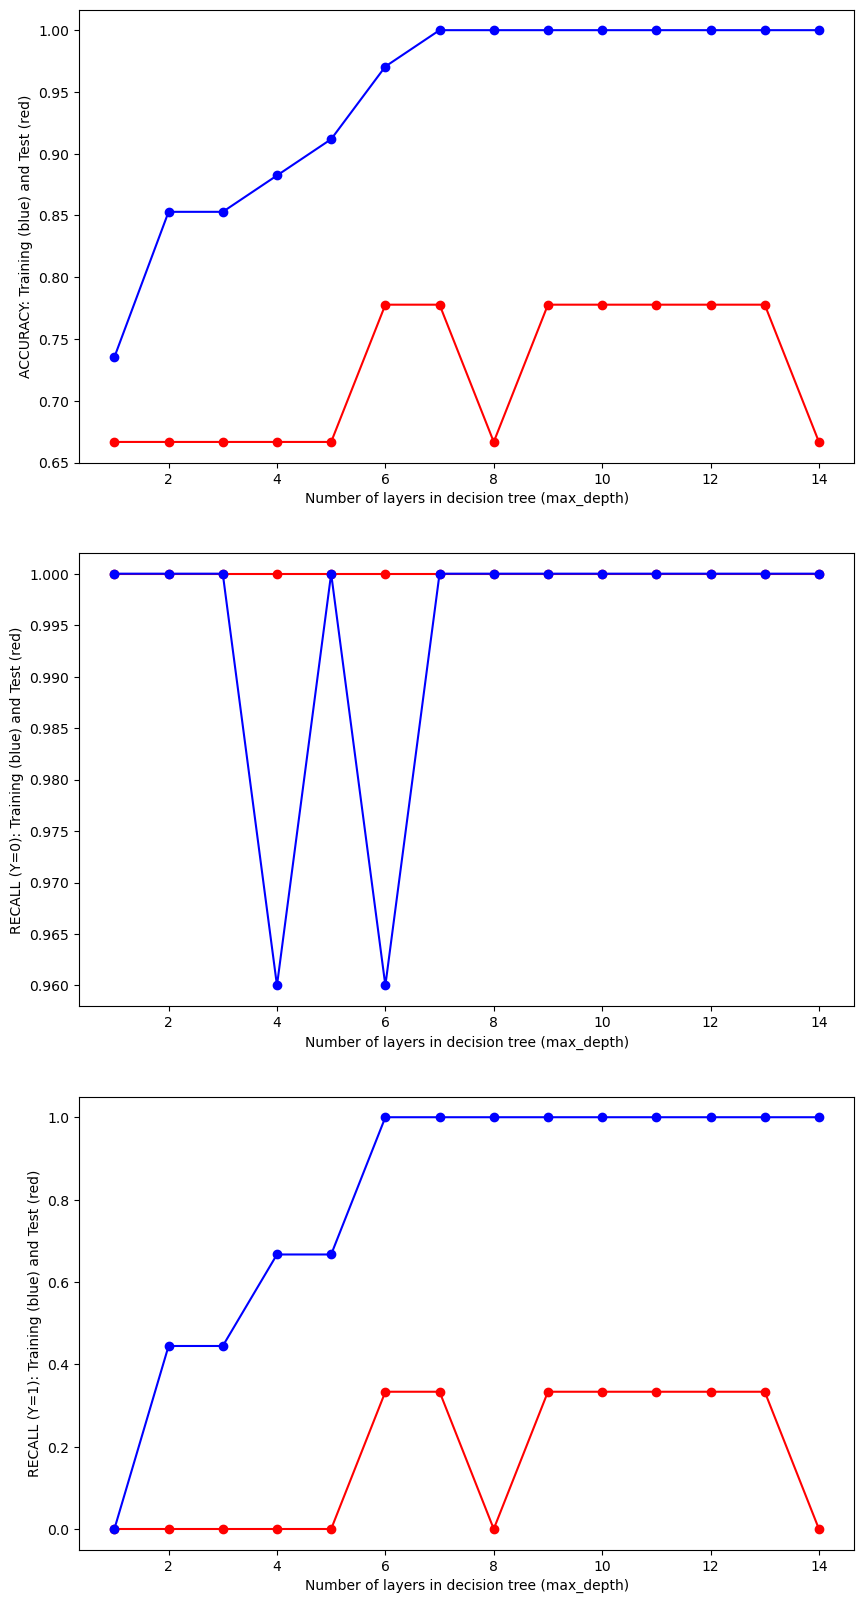 ACCURACY: Training (blue) and Test (red)
1.00
0.95
0.90
0.85
0.80
0.75
0.70
0.65
2 4 6 8 10 12 14
Number of layers in decision tree (max_depth)
RECALL (Y=0): Training (blue) and Test (red)
1.000
0.995
0.990
0.985
0.980
0.975
0.970
0.965
0.960
2 4 6 8 10 12 14
Number of layers in decision tree (max_depth)
RECALL (Y=1): Training (blue) and Test (red)
1.0
0.8
0.6
0.4
0.2
0.0
2 4 6 8 10 12 14
Number of layers in decision tree (max_depth)